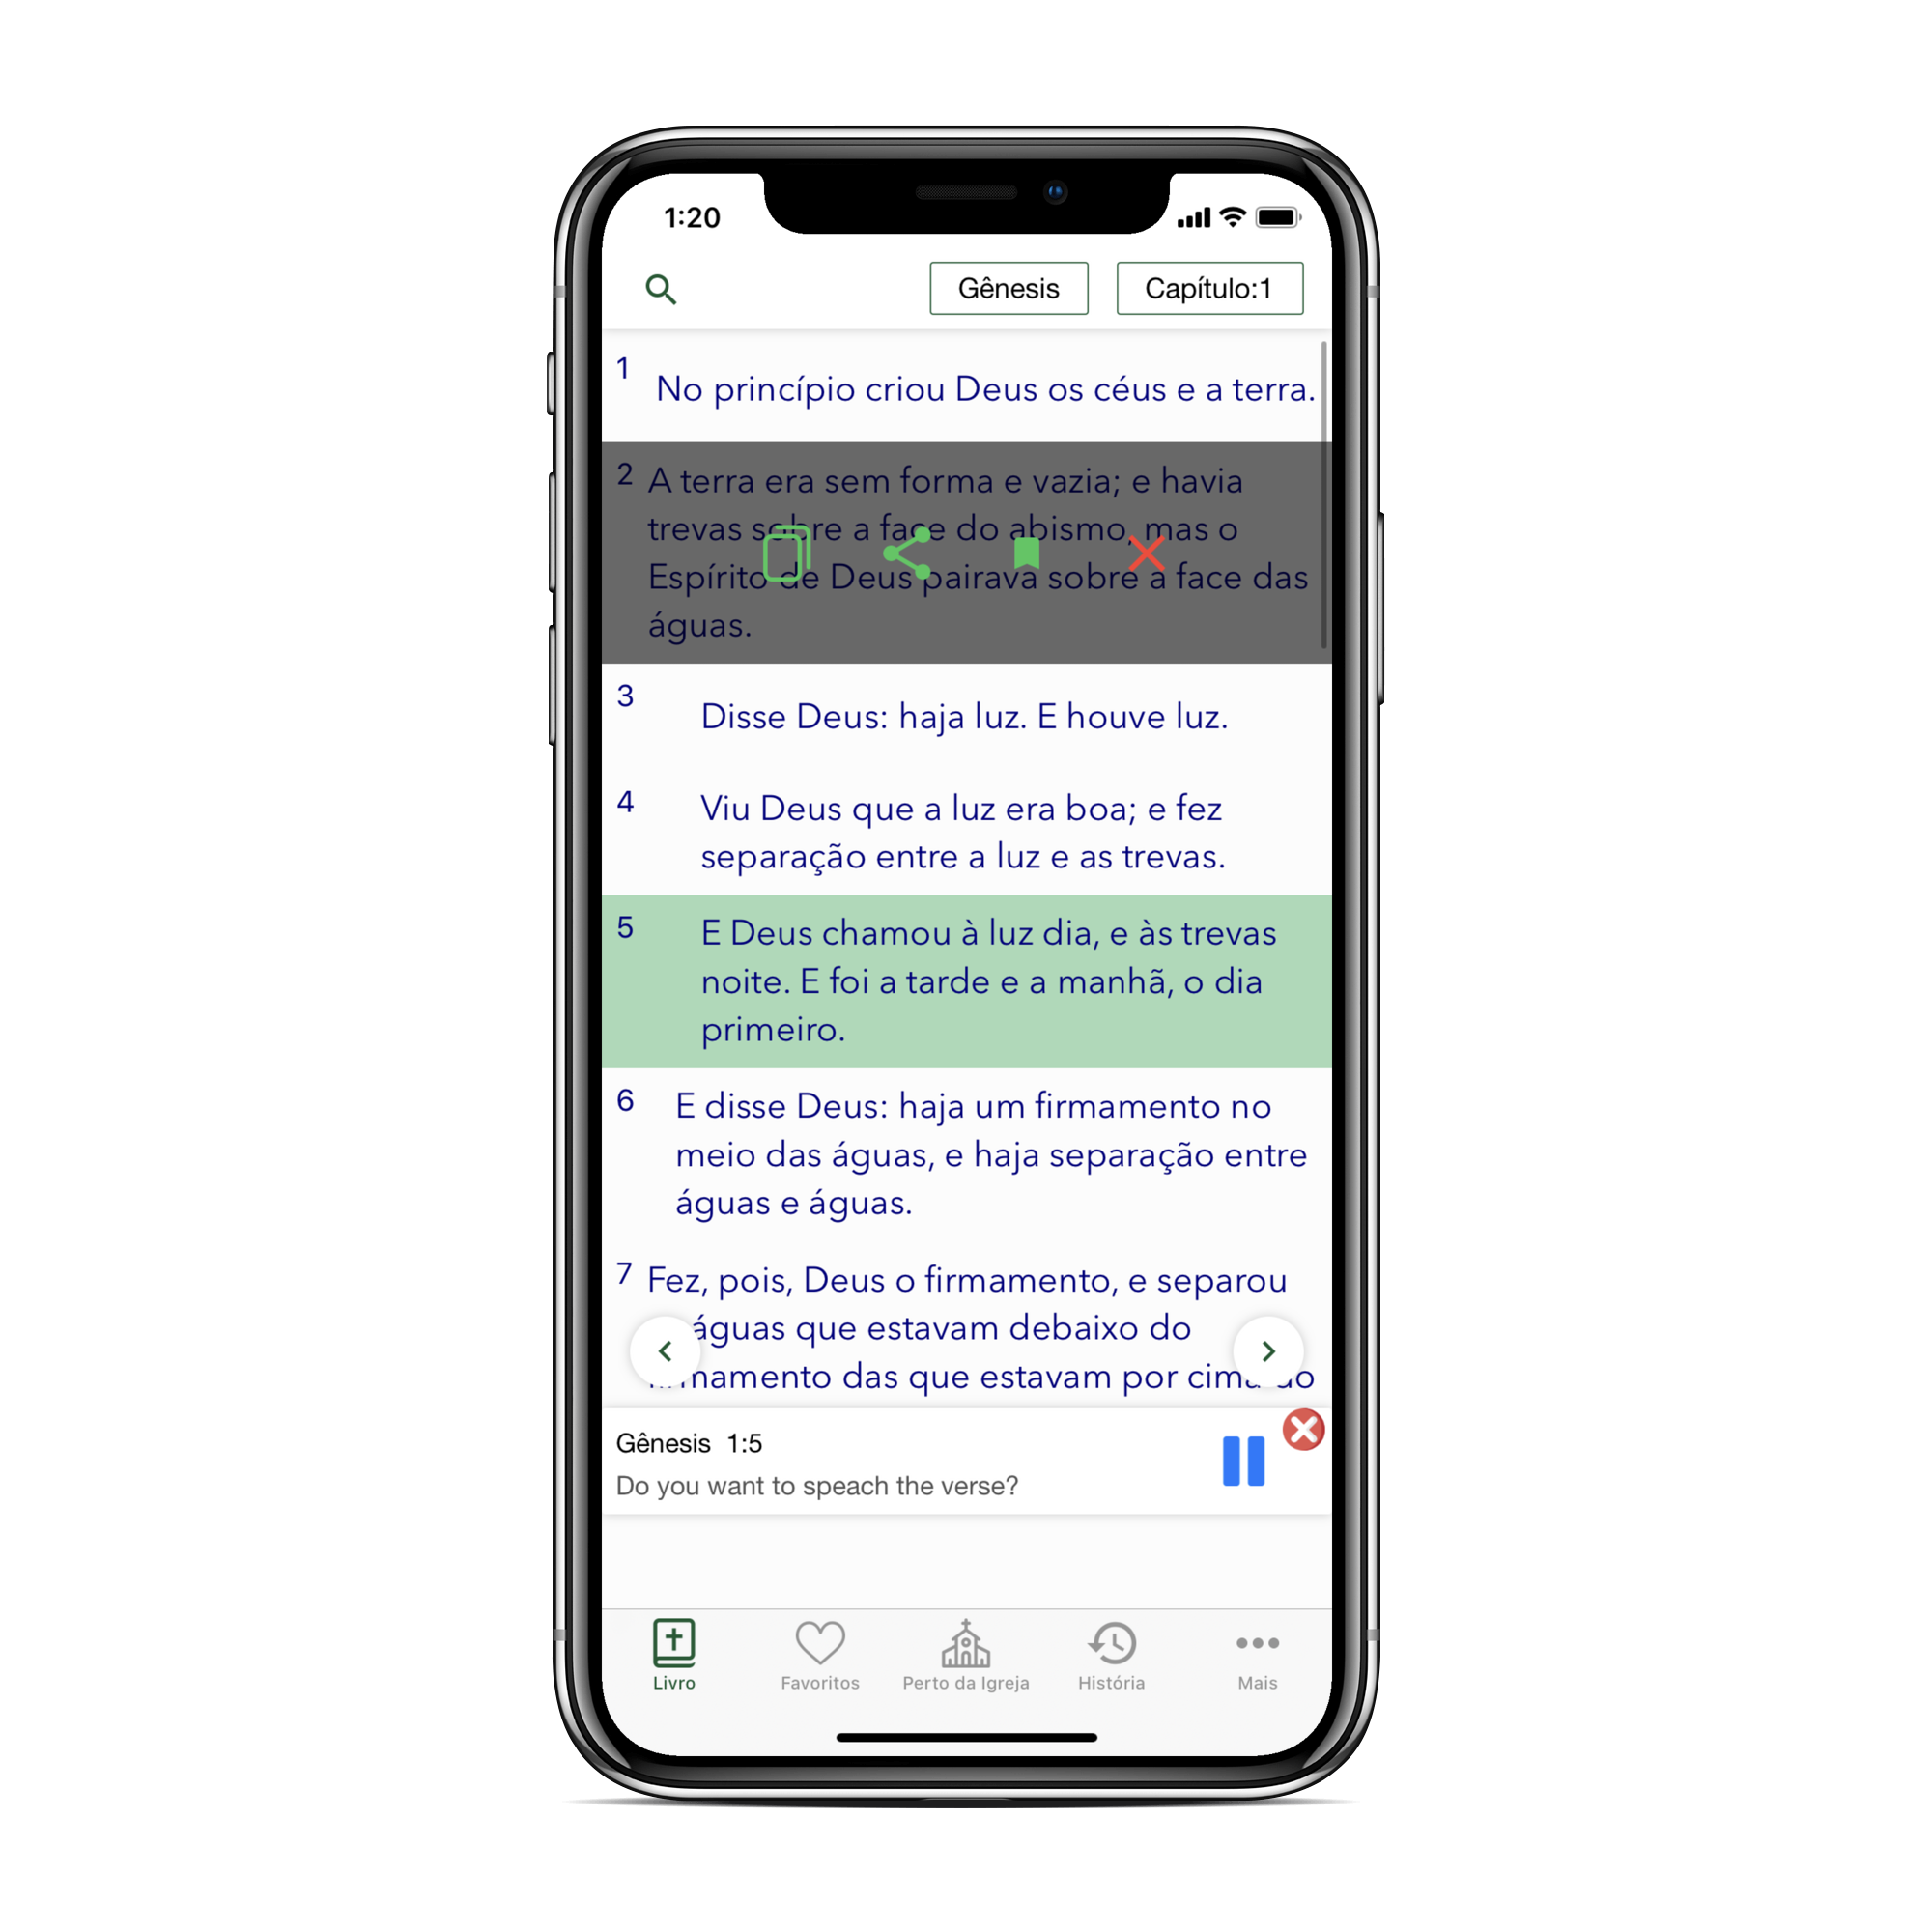 1:20
Gênesis
Capítulo:1
1 No princípio criou Deus os céus e a terra.
2 A terra era sem forma e vazia; e havia
trevas sobre a face do abismo, mas o
Espírito de Deus pairava sobre a face das
águas.
3 Disse Deus: haja luz. E houve luz.
4 Viu Deus que a luz era boa; e fez
separação entre a luz e as trevas.
5 E Deus chamou à luz dia, e às trevas
noite. E foi a tarde e a manhã, o dia
primeiro.
6 E disse Deus: haja um firmamento no
meio das águas, e haja separação entre
águas e águas.
7 Fez, pois, Deus o firmamento, e separou
águas que estavam debaixo do
das que estavam por cima
Gênesis 1:5
Do you want to speach the verse?
Livro
Favoritos
Perto da Igreja
História
Mais